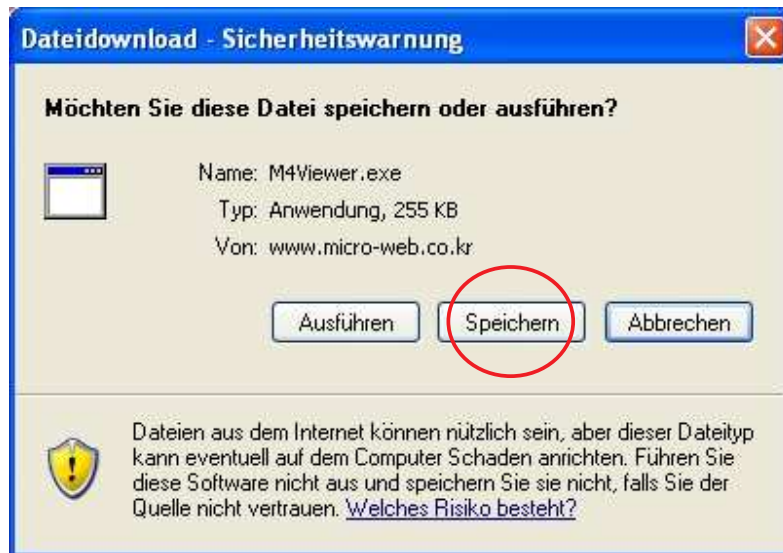 Dateidownload - Sicherheitswarnung
Möchten Sie diese Datei speichern oder ausführen?
Name: M4Viewer.exe
Typ: Anwendung, 255 KB
Von: www.micro-web.co.kr
Ausführen Speichern Abbrechen
Dateien aus dem Internet können nützlich sein, aber dieser Dateityp
kann eventuell auf dem Computer Schaden anrichten. Führen Sie
diese Software nicht aus und speichern Sie sie nicht, falls Sie der
Quelle nicht vertrauen. Welches Risiko besteht?